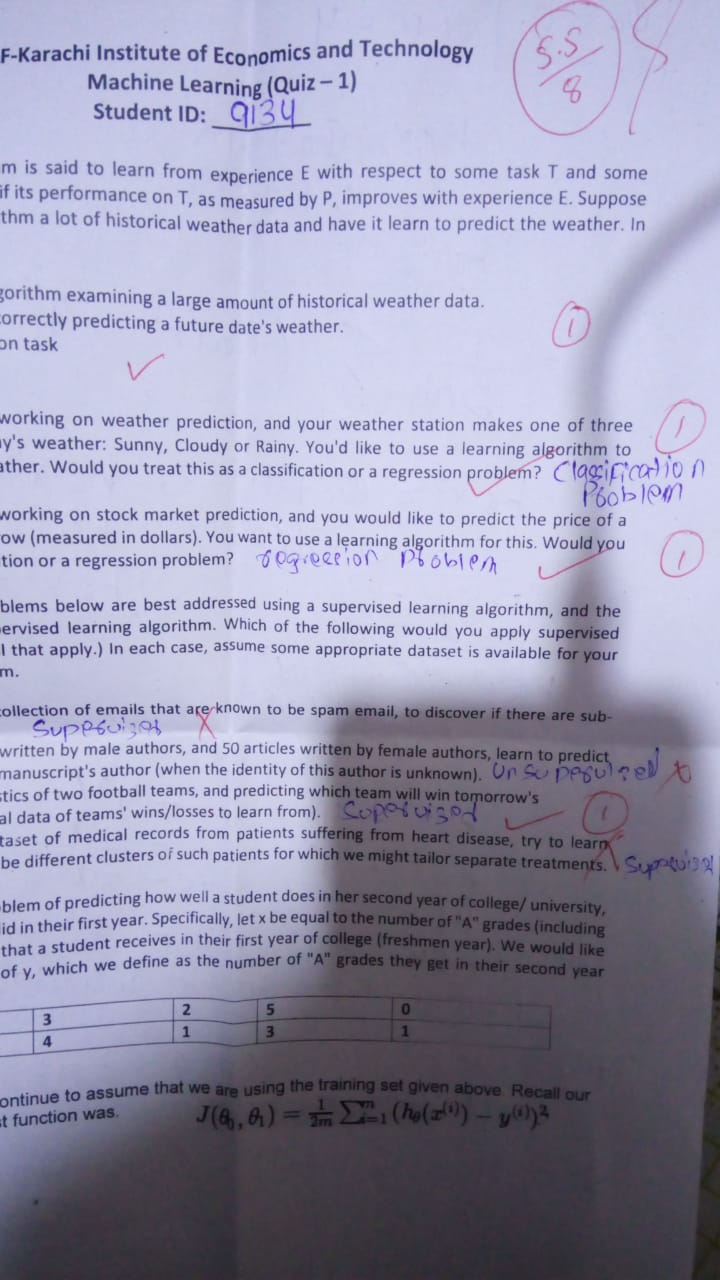 F-Karachi Institute of Economics and Technology
Machine Learning (Quiz – 1)
Student ID: 9134
5.5
8
m is said to learn from experience E with respect to some task T and some
if its performance on T, as measured by P, improves with experience E. Suppose
thm a lot of historical weather data and have it learn to predict the weather. In
gorithm examining a large amount of historical weather data.
correctly predicting a future date's weather.
on task
1
working on weather prediction, and your weather station makes one of three
ay's weather: Sunny, Cloudy or Rainy. You'd like to use a learning algorithm to
ather. Would you treat this as a classification or a regression problem? Classification
Problem
1
working on stock market prediction, and you would like to predict the price of a
ow (measured in dollars). You want to use a learning algorithm for this. Would you
tion or a regression problem? regression Problem
1
blems below are best addressed using a supervised learning algorithm, and the
ervised learning algorithm. Which of the following would you apply supervised
l that apply.) In each case, assume some appropriate dataset is available for your
m.
collection of emails that are known to be spam email, to discover if there are sub-
written by male authors, and 50 articles written by female authors, learn to predict
manuscript's author (when the identity of this author is unknown).
stics of two football teams, and predicting which team will win tomorrow's
al data of teams' wins/losses to learn from). Supervized
1
taset of medical records from patients suffering from heart disease, try to learn
be different clusters of such patients for which we might tailor separate treatments.
blem of predicting how well a student does in her second year of college/ university,
id in their first year. Specifically, let x be equal to the number of "A" grades (including
that a student receives in their first year of college (freshmen year). We would like
of y, which we define as the number of "A" grades they get in their second year
3 2 5 0
4 1 3 1
ontinue to assume that we are using the training set given above. Recall our
t function was. J(θ₀, θ₁) = 1/2m ∑ᵐᵢ₌₁ (hθ(x⁽ⁱ⁾) − y⁽ⁱ⁾)²